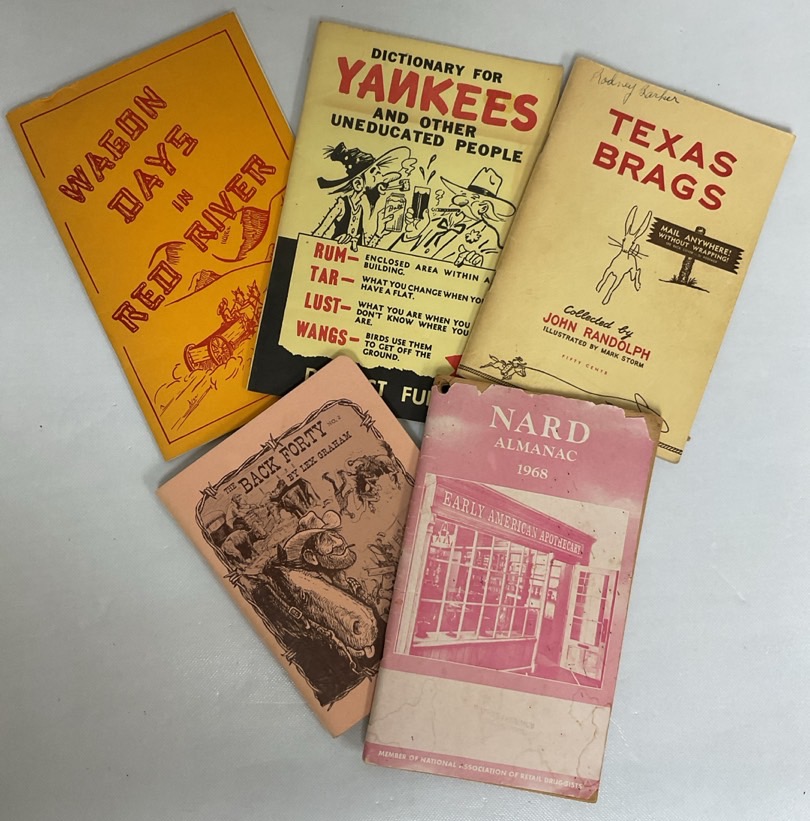 WAGON
DAYS
IN
RED RIVER
DICTIONARY FOR
YANKEES
AND OTHER
UNEDUCATED PEOPLE
RUM— ENCLOSED AREA WITHIN A
BUILDING.
TAR— WHAT YOU CHANGE WHEN YOU
HAVE A FLAT.
LUST— WHAT YOU ARE WHEN YOU
DON'T KNOW WHERE YOU
ARE.
WANGS— BIRDS USE THEM
TO GET OFF THE
GROUND.
Rodney
TEXAS
BRAGS
MAIL ANYWHERE!
WITHOUT WRAPPING!
Collected by
JOHN RANDOLPH
ILLUSTRATED BY MARK STORM
FIFTY CENTS
THE BACK FORTY NO. 2
BY LEX GRAHAM
NARD
ALMANAC
1968
EARLY AMERICAN APOTHECARY
MEMBER OF NATIONAL ASSOCIATION OF RETAIL DRUGGISTS